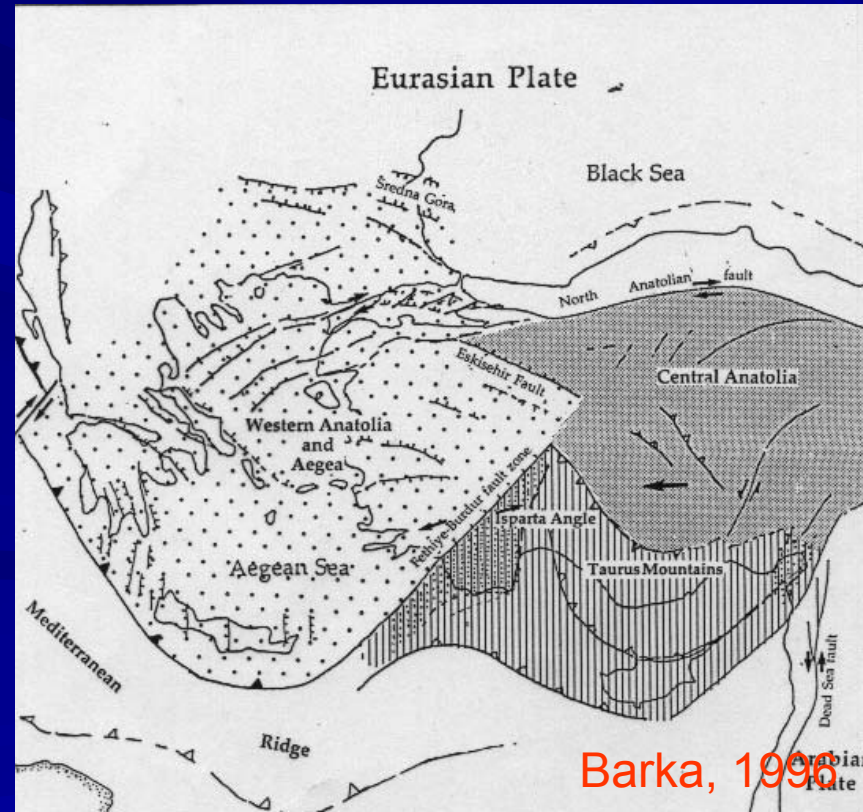 Eurasian Plate
Black Sea
Sredna Gora
North Anatolian fault
Eskisehir Fault
Central Anatolia
Western Anatolia
and
Aegea
Fethiye-Burdur fault zone
Isparta Angle
Aegean Sea
Taurus Mountains
Mediterranean
Ridge
Dead Sea fault
Arabian
Plate
Barka, 1996